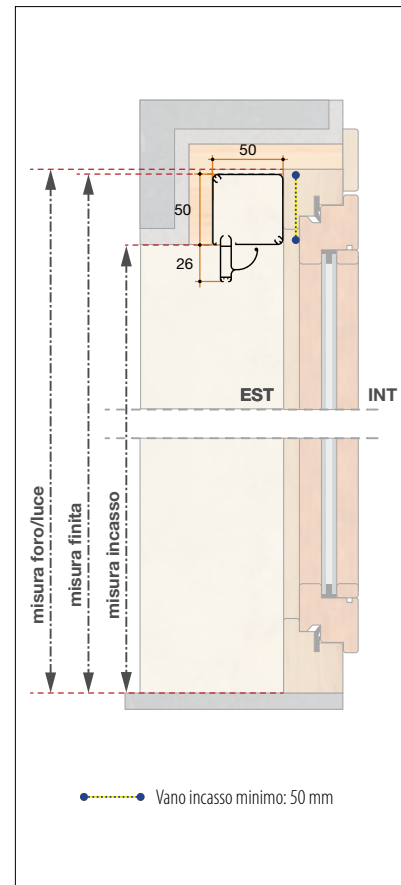 50
50
26
EST
INT
misura foro/luce
misura finita
misura incasso
Vano incasso minimo: 50 mm